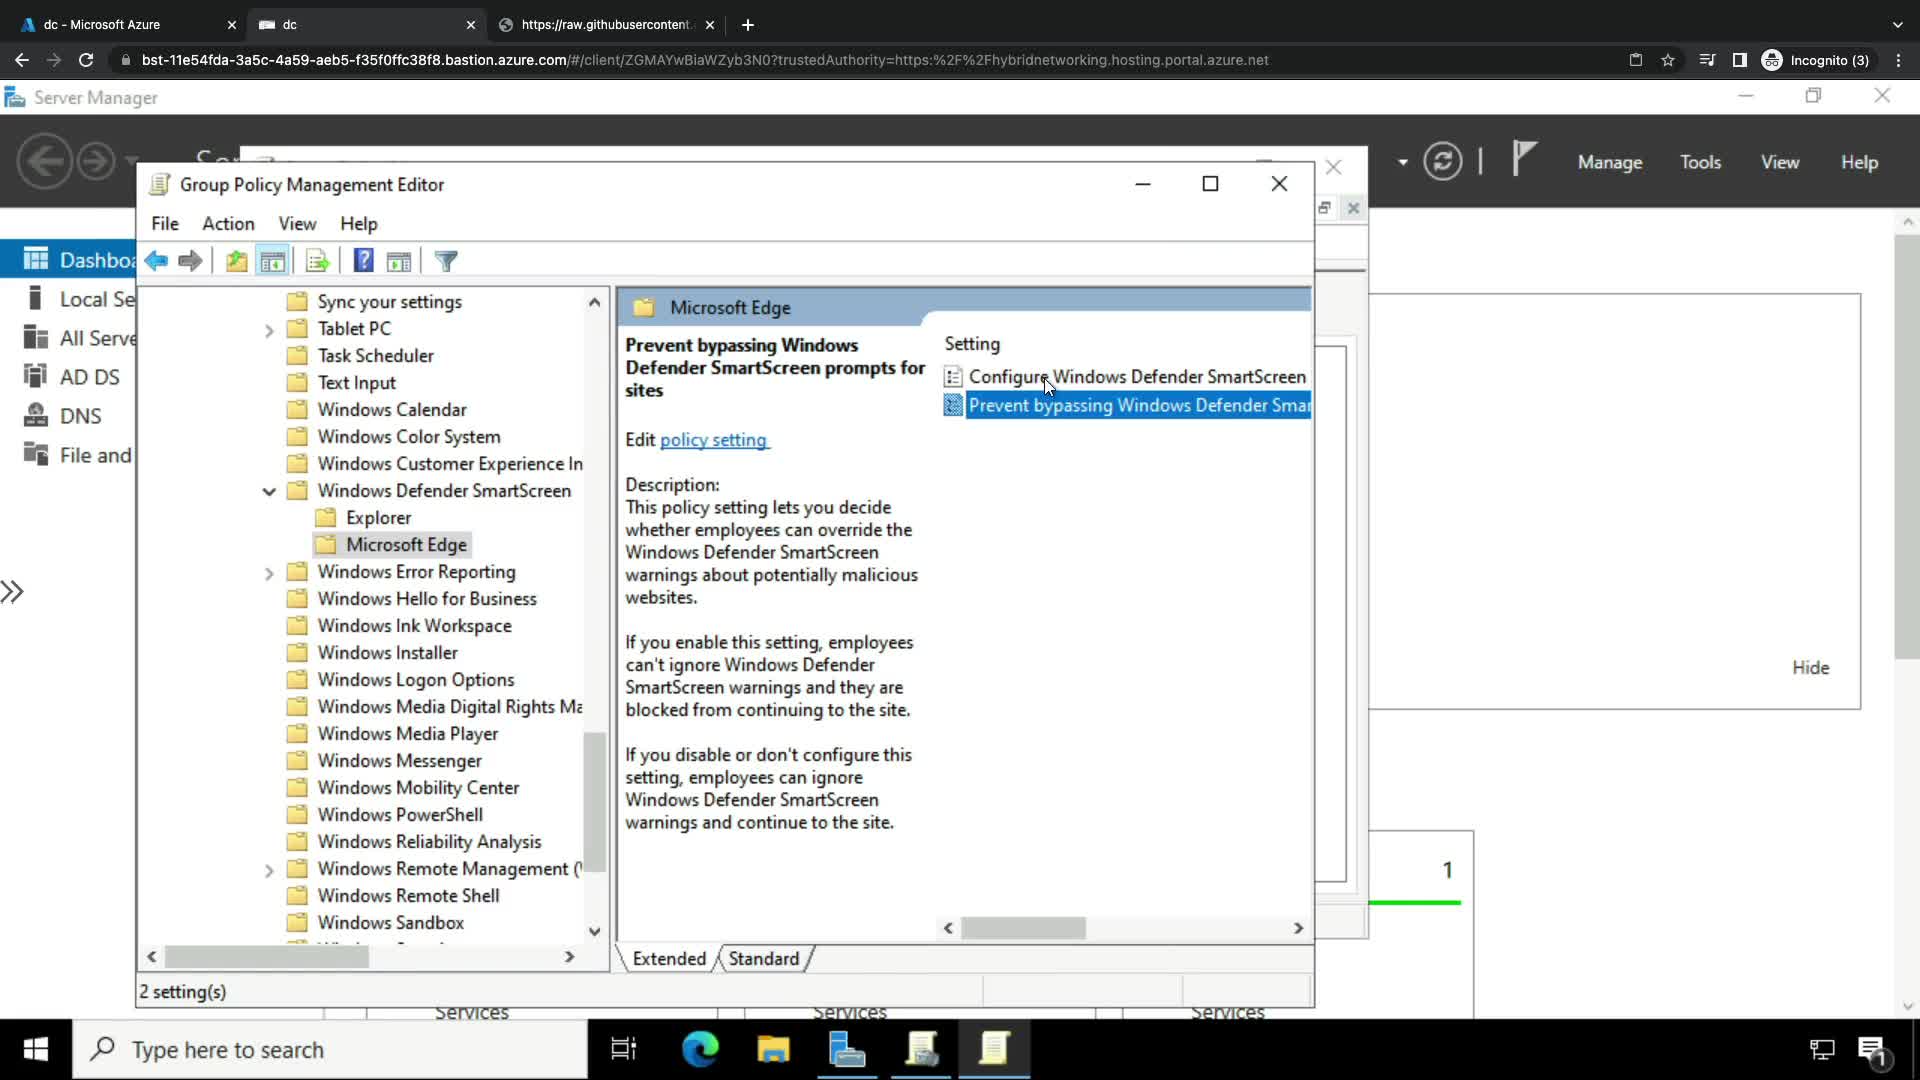 dc - Microsoft Azure
dc
https://raw.githubusercontent.
bst-11e54fda-3a5c-4a59-aeb5-f35f0ffc38f8.bastion.azure.com/#/client/ZGMAYwBiaWZyb3N0?trustedAuthority=https:%2F%2Fhybridnetworking.hosting.portal.azure.net
Incognito (3)
Server Manager
Manage
Tools
View
Help
Dashboa
Local Se
All Serve
AD DS
DNS
File and
Group Policy Management Editor
File
Action
View
Help
Sync your settings
Tablet PC
Task Scheduler
Text Input
Windows Calendar
Windows Color System
Windows Customer Experience In
Windows Defender SmartScreen
Explorer
Microsoft Edge
Windows Error Reporting
Windows Hello for Business
Windows Ink Workspace
Windows Installer
Windows Logon Options
Windows Media Digital Rights Ma
Windows Media Player
Windows Messenger
Windows Mobility Center
Windows PowerShell
Windows Reliability Analysis
Windows Remote Management (
Windows Remote Shell
Windows Sandbox
Microsoft Edge
Prevent bypassing Windows
Defender SmartScreen prompts for
sites
Edit policy setting
Description:
This policy setting lets you decide
whether employees can override the
Windows Defender SmartScreen
warnings about potentially malicious
websites.
If you enable this setting, employees
can't ignore Windows Defender
SmartScreen warnings and they are
blocked from continuing to the site.
If you disable or don't configure this
setting, employees can ignore
Windows Defender SmartScreen
warnings and continue to the site.
Setting
Configure Windows Defender SmartScreen
Prevent bypassing Windows Defender Smar
Extended
Standard
2 setting(s)
Hide
1
Services
Services
Services
Type here to search
1